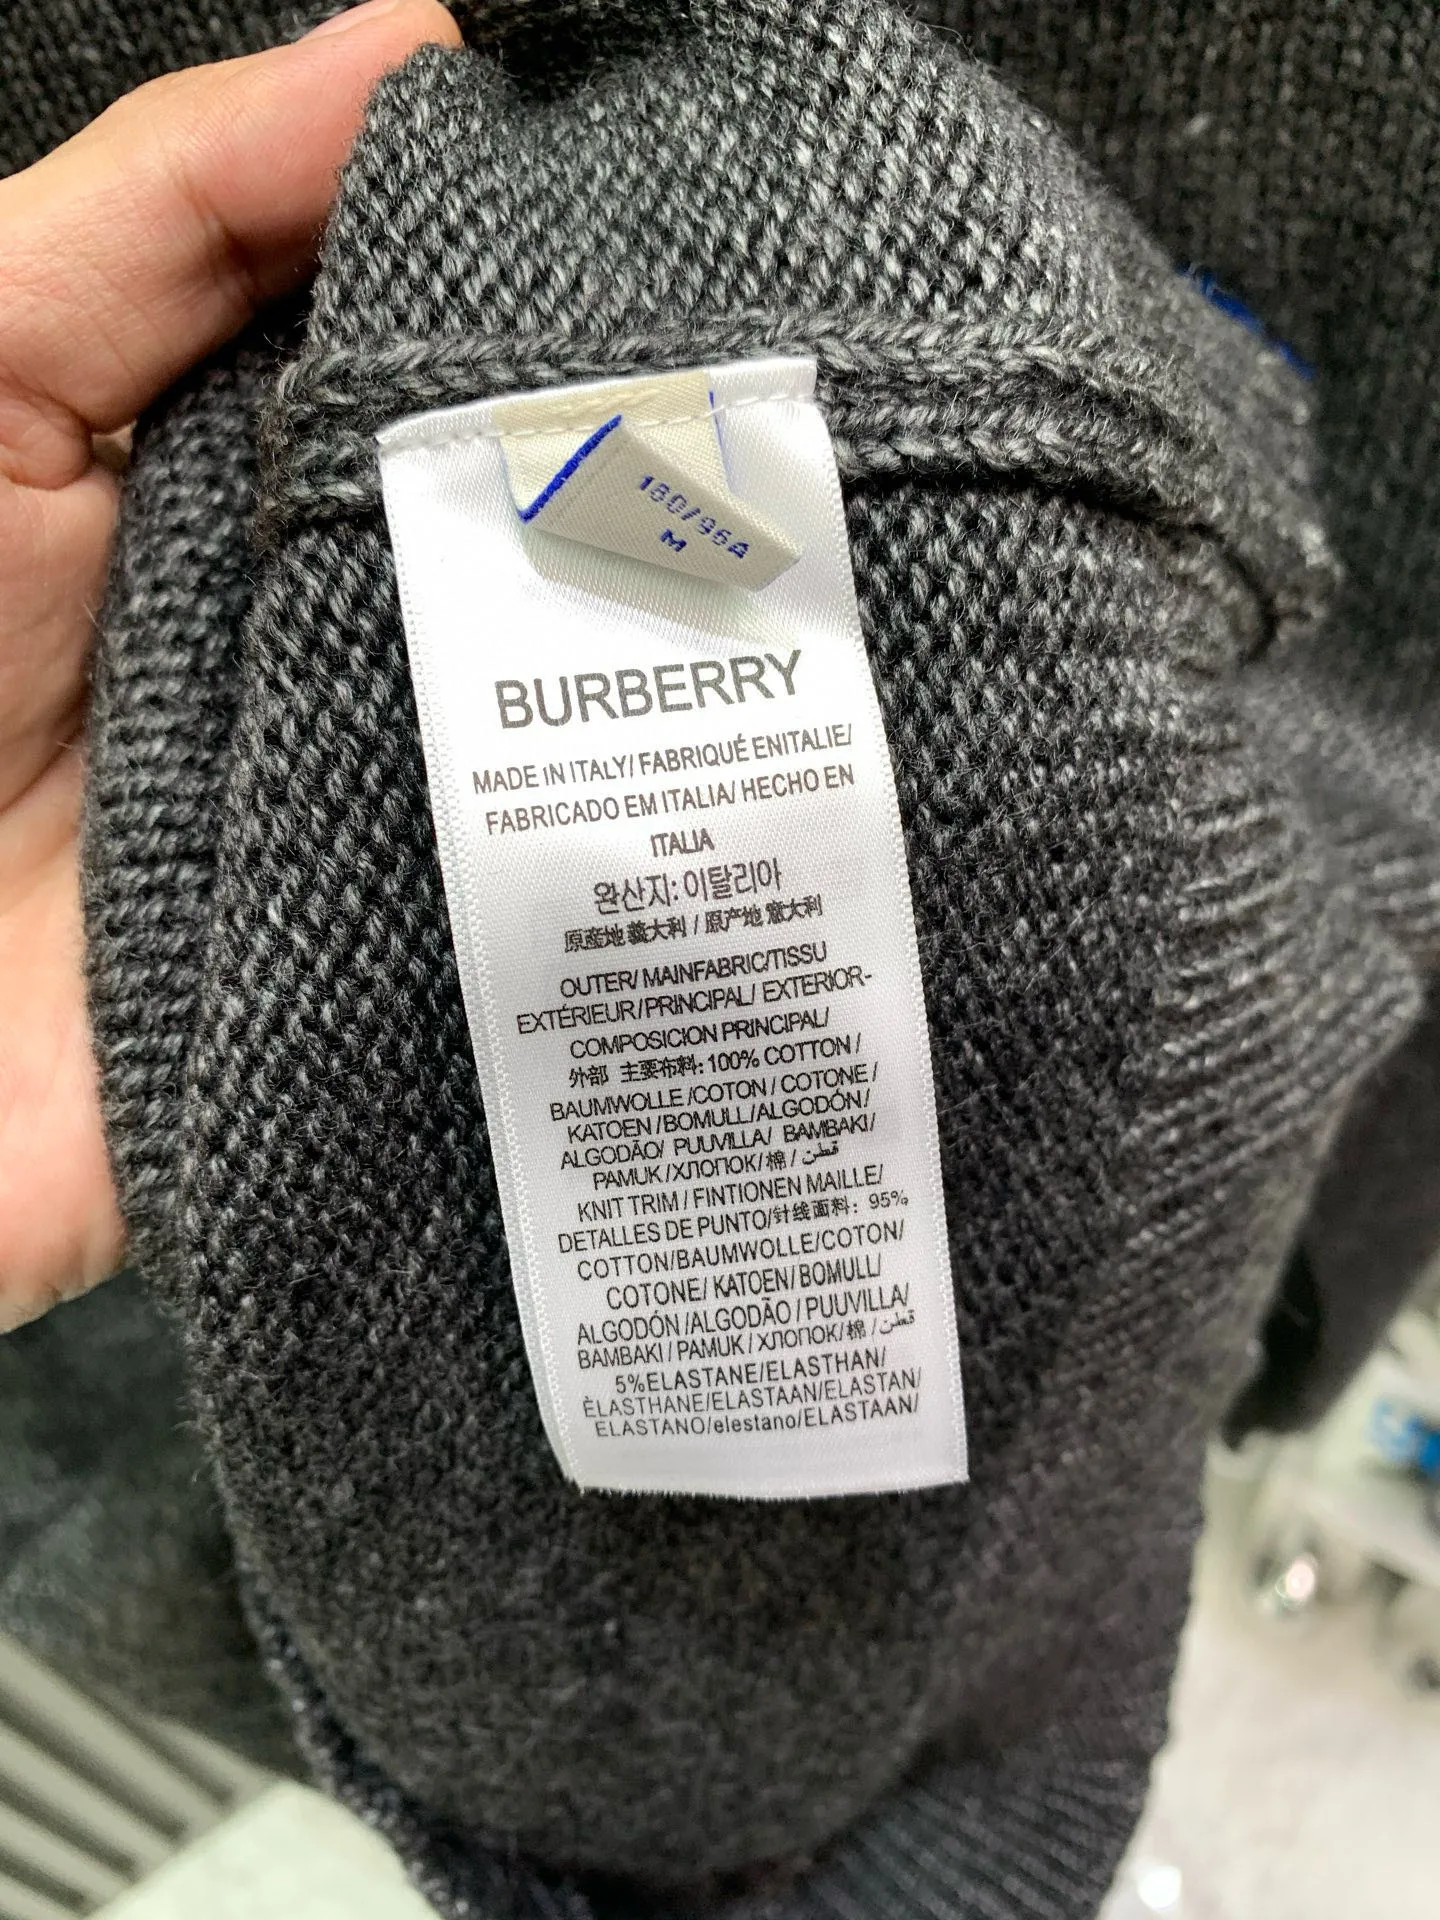 180/96A
M
BURBERRY
MADE IN ITALY/ FABRIQUÉ ENITALIE/
FABRICADO EM ITALIA/ HECHO EN
ITALIA
완산지: 이탈리아
原産地 義大利 / 原产地 意大利
OUTER/ MAINFABRIC/TISSU
EXTÉRIEUR/PRINCIPAL/ EXTERIOR-
COMPOSICION PRINCIPAL/
外部 主要布料: 100% COTTON /
BAUMWOLLE /COTON / COTONE /
KATOEN /BOMULL/ALGODÓN/
ALGODÃO/ PUUVILLA/ BAMBAKI/
PAMUK /ХЛОПОК/棉 / قطن
KNIT TRIM / FINTIONEN MAILLE/
DETALLES DE PUNTO/针线面料: 95%
COTTON/BAUMWOLLE/COTON/
COTONE/ KATOEN/BOMULL/
ALGODÓN /ALGODÃO / PUUVILLA/
BAMBAKI / PAMUK / ХЛОПОК/棉 / قطن
5%ELASTANE/ELASTHAN/
ÈLASTHANE/ELASTAAN/ELASTAN/
ELASTANO/elestano/ELASTAAN/